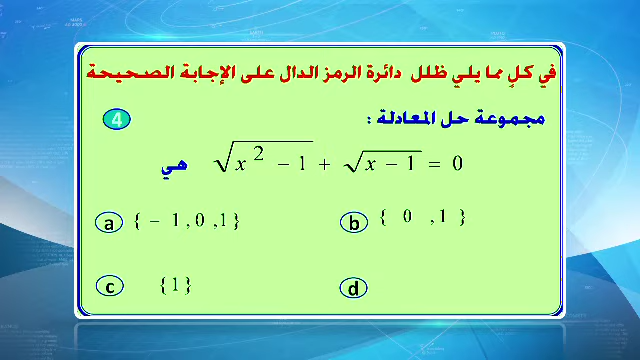 في كلٍ مما يلي ظلل دائرة الرمز الدال على الإجابة الصحيحة
4 مجموعة حل المعادلة :
√(x² − 1) + √(x − 1) = 0 هي
a { − 1 , 0 , 1 }
b { 0 , 1 }
c { 1 }
d